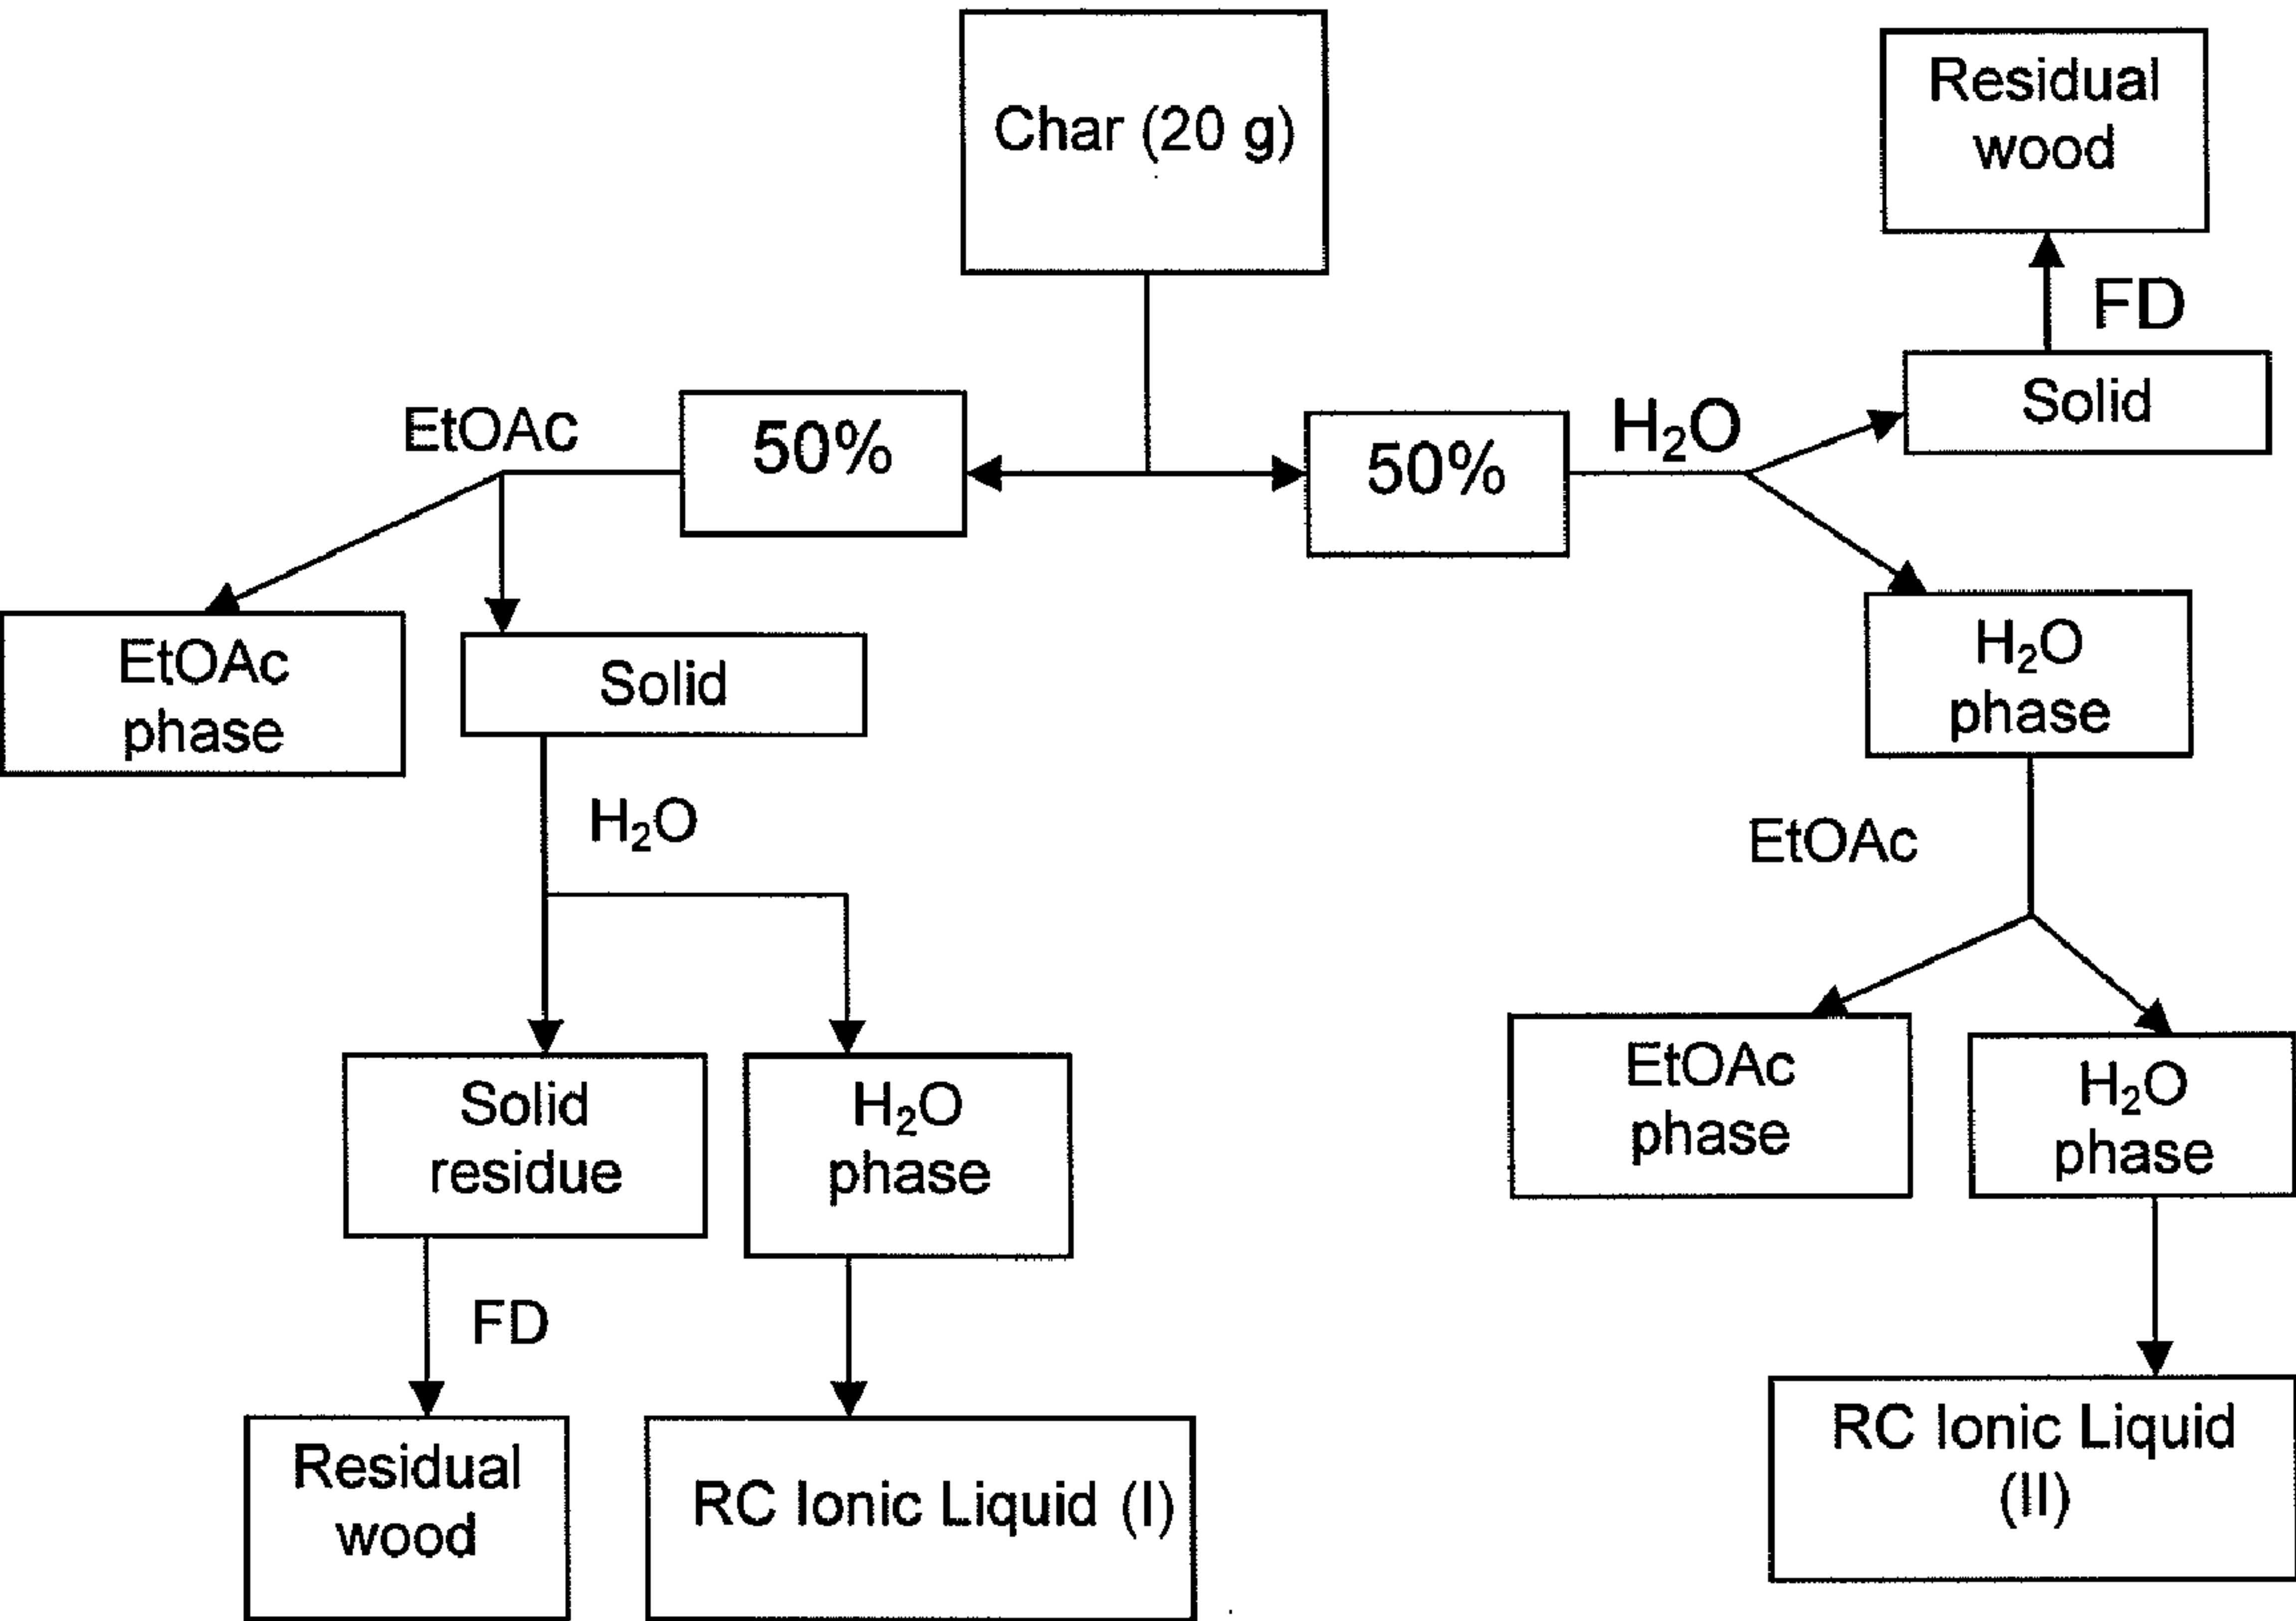 Char (20 g)
Residual
wood
FD
Solid
EtOAc
50%
50%
H₂O
EtOAc
phase
Solid
H₂O
phase
H₂O
EtOAc
Solid
residue
H₂O
phase
EtOAc
phase
H₂O
phase
FD
Residual
wood
RC Ionic Liquid (I)
RC Ionic Liquid
(II)